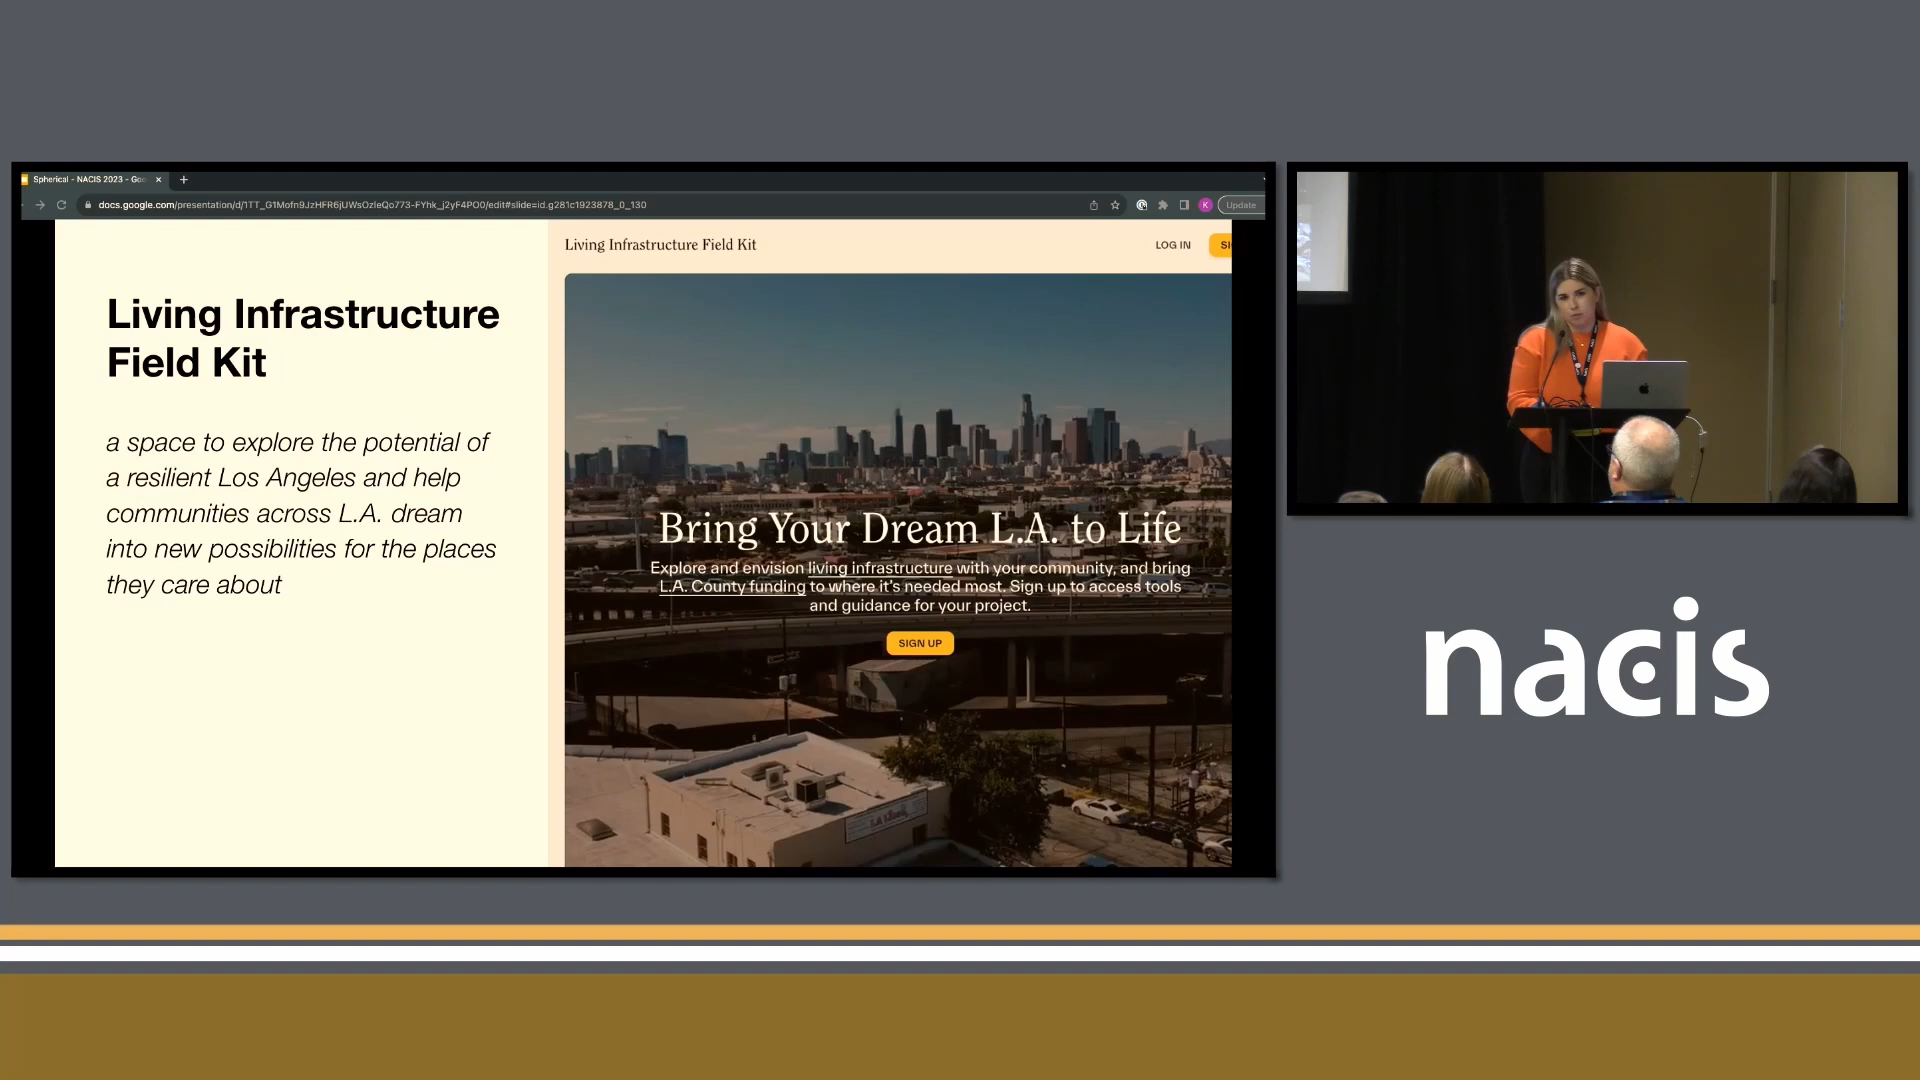 Spherical - NACIS 2023 - Goo
docs.google.com/presentation/d/1TT_G1Mofn9JzHFR6jUWsOzleQo773-FYhk_j2yF4PO0/edit#slide=id.g281c1923878_0_130
K
Update
Living Infrastructure Field Kit
LOG IN
SI
Living Infrastructure
Field Kit
a space to explore the potential of
a resilient Los Angeles and help
communities across L.A. dream
into new possibilities for the places
they care about
Bring Your Dream L.A. to Life
Explore and envision living infrastructure with your community, and bring
L.A. County funding to where it's needed most. Sign up to access tools
and guidance for your project.
SIGN UP
nacis